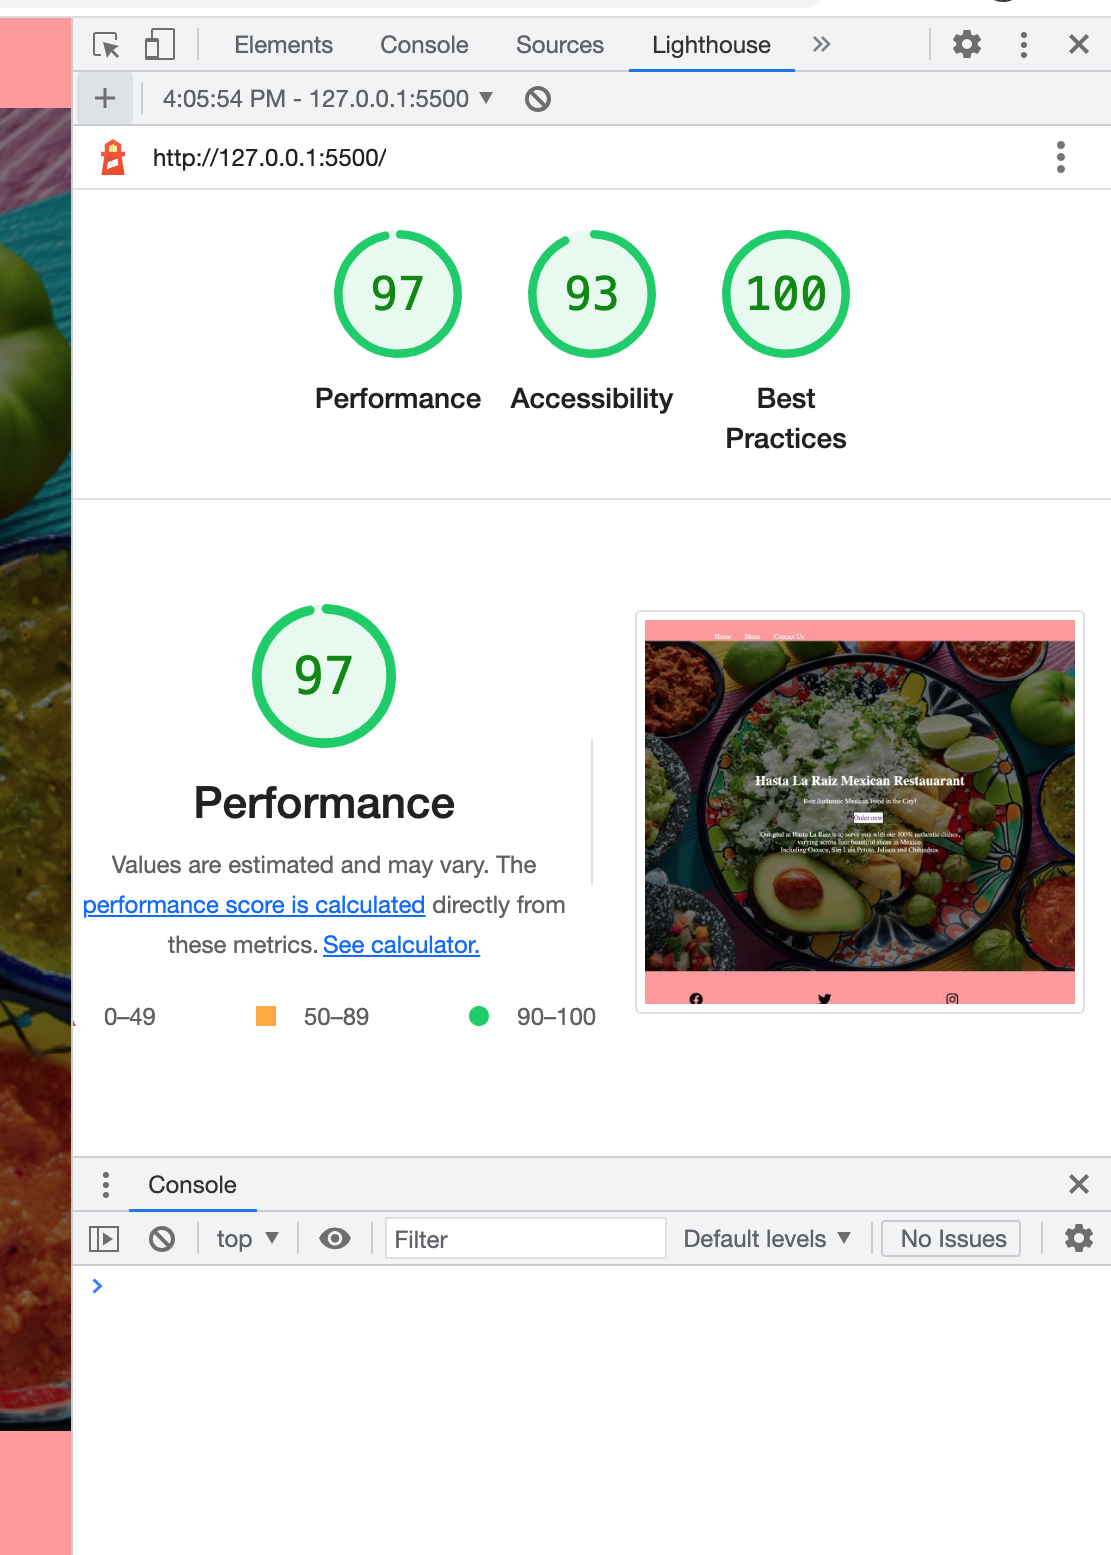 Elements Console Sources Lighthouse
4:05:54 PM - 127.0.0.1:5500
http://127.0.0.1:5500/
97 93 100
Performance Accessibility Best
Practices
97
Performance
Values are estimated and may vary. The
performance score is calculated directly from
these metrics. See calculator.
0–49 50–89 90–100
Home Menu Contact Us
Hasta La Raiz Mexican Restauarant
Best Authentic Mexican Food in the City!
Order now
Our goal at Hasta La Raiz is to serve you with our 100% authentic dishes,
varying across four beautiful states in Mexico
Including Oaxaca, San Luis Potosi, Jalisco and Chihuahua.
Console
top Filter Default levels No Issues